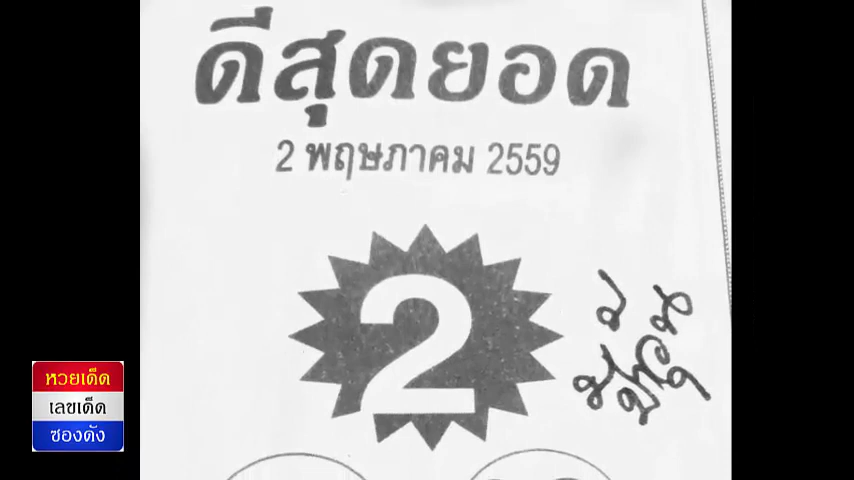 ดีสุดยอด
2 พฤษภาคม 2559
2
หวยเด็ด
เลขเด็ด
ซองดัง